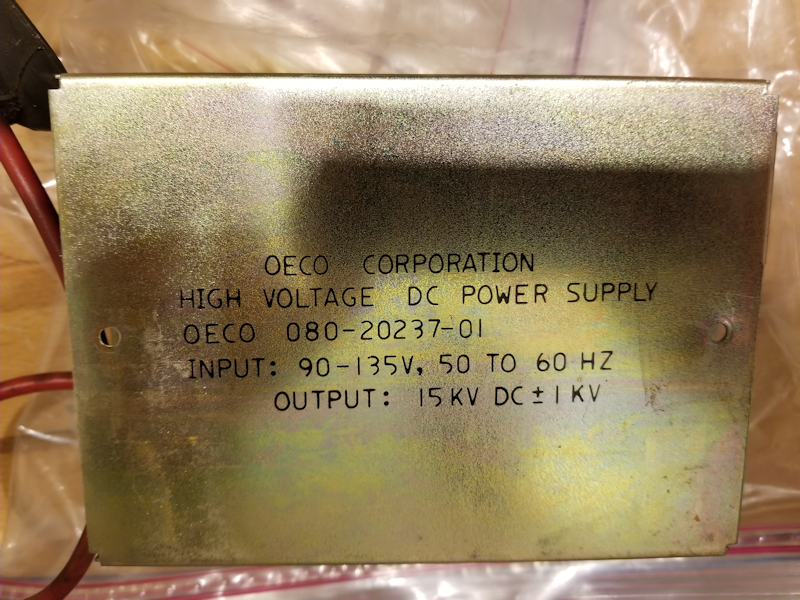 OECO CORPORATION
HIGH VOLTAGE DC POWER SUPPLY
OECO 080-20237-01
INPUT: 90-135V, 50 TO 60 HZ
OUTPUT: 15KV DC ± 1KV